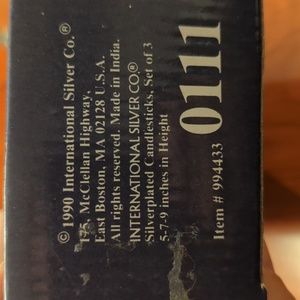 © 1990 International Silver Co.®
175, McClellan Highway,
East Boston, MA 02128 U.S.A.
All rights reserved. Made in India.
INTERNATIONAL SILVER CO®
Silverplated Candlesticks, Set of 3
5-7-9 inches in Height
0111
Item # 994433